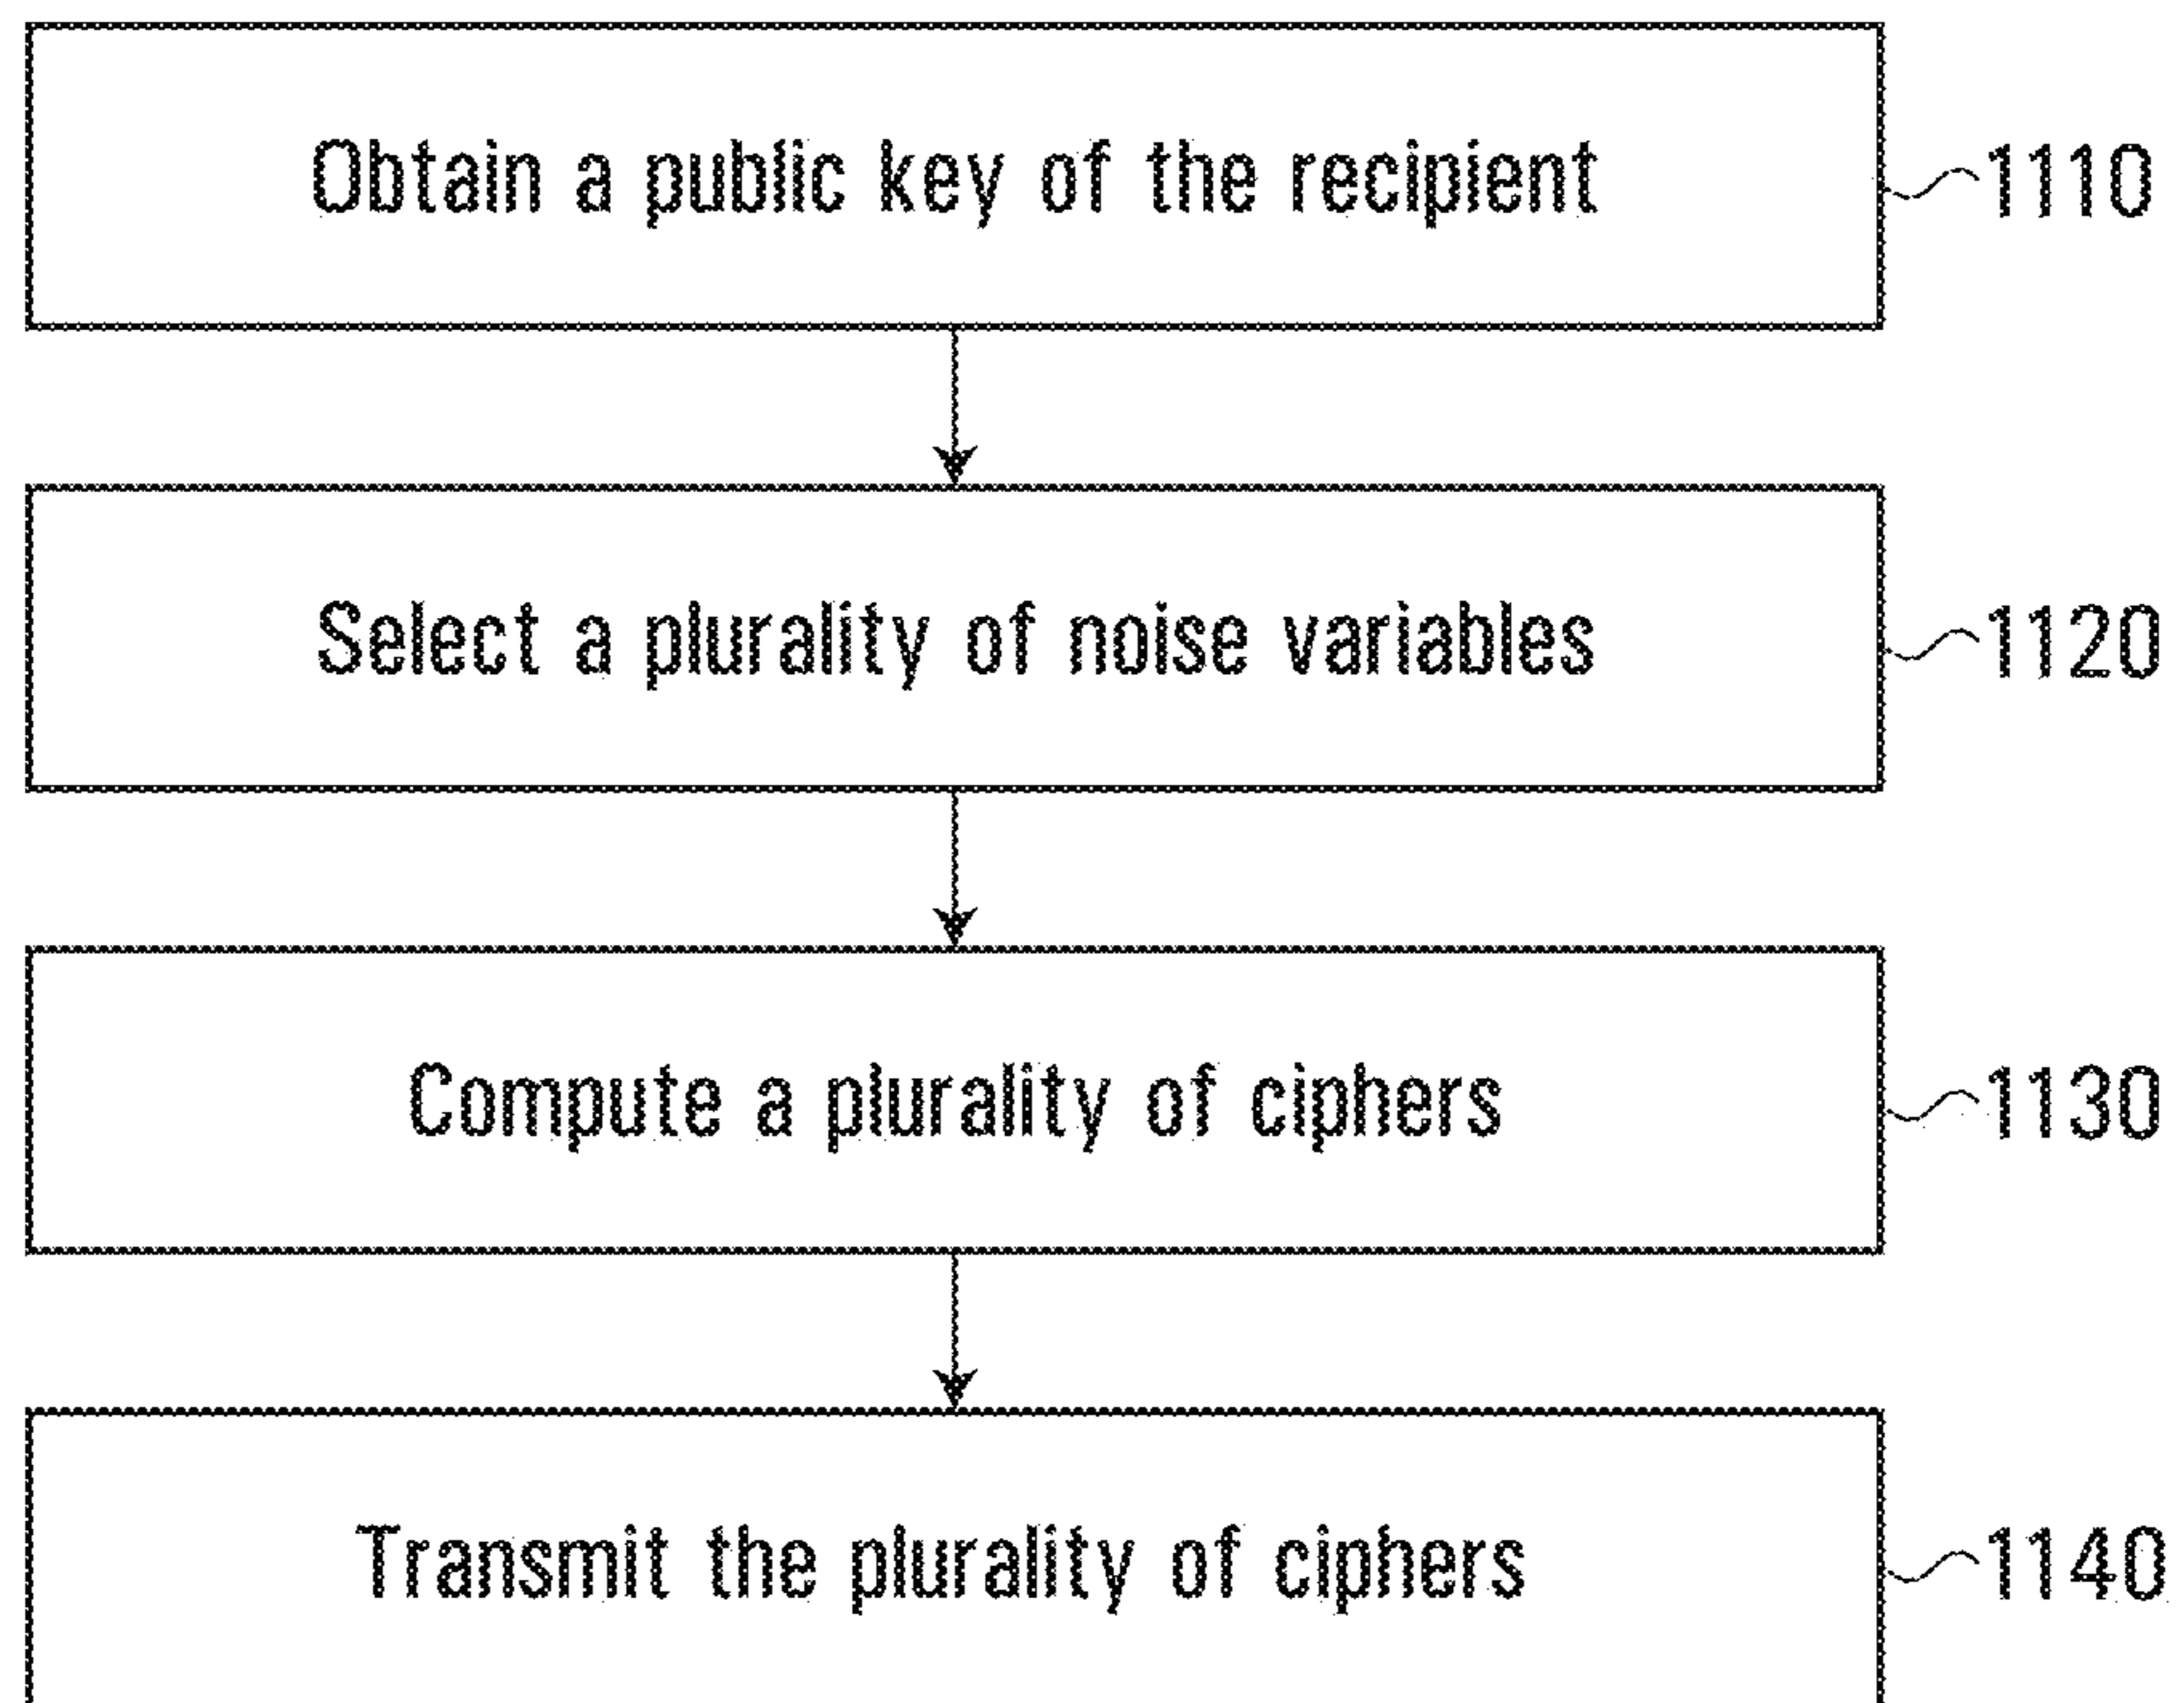 Obtain a public key of the recipient 1110
Select a plurality of noise variables 1120
Compute a plurality of ciphers 1130
Transmit the plurality of ciphers 1140